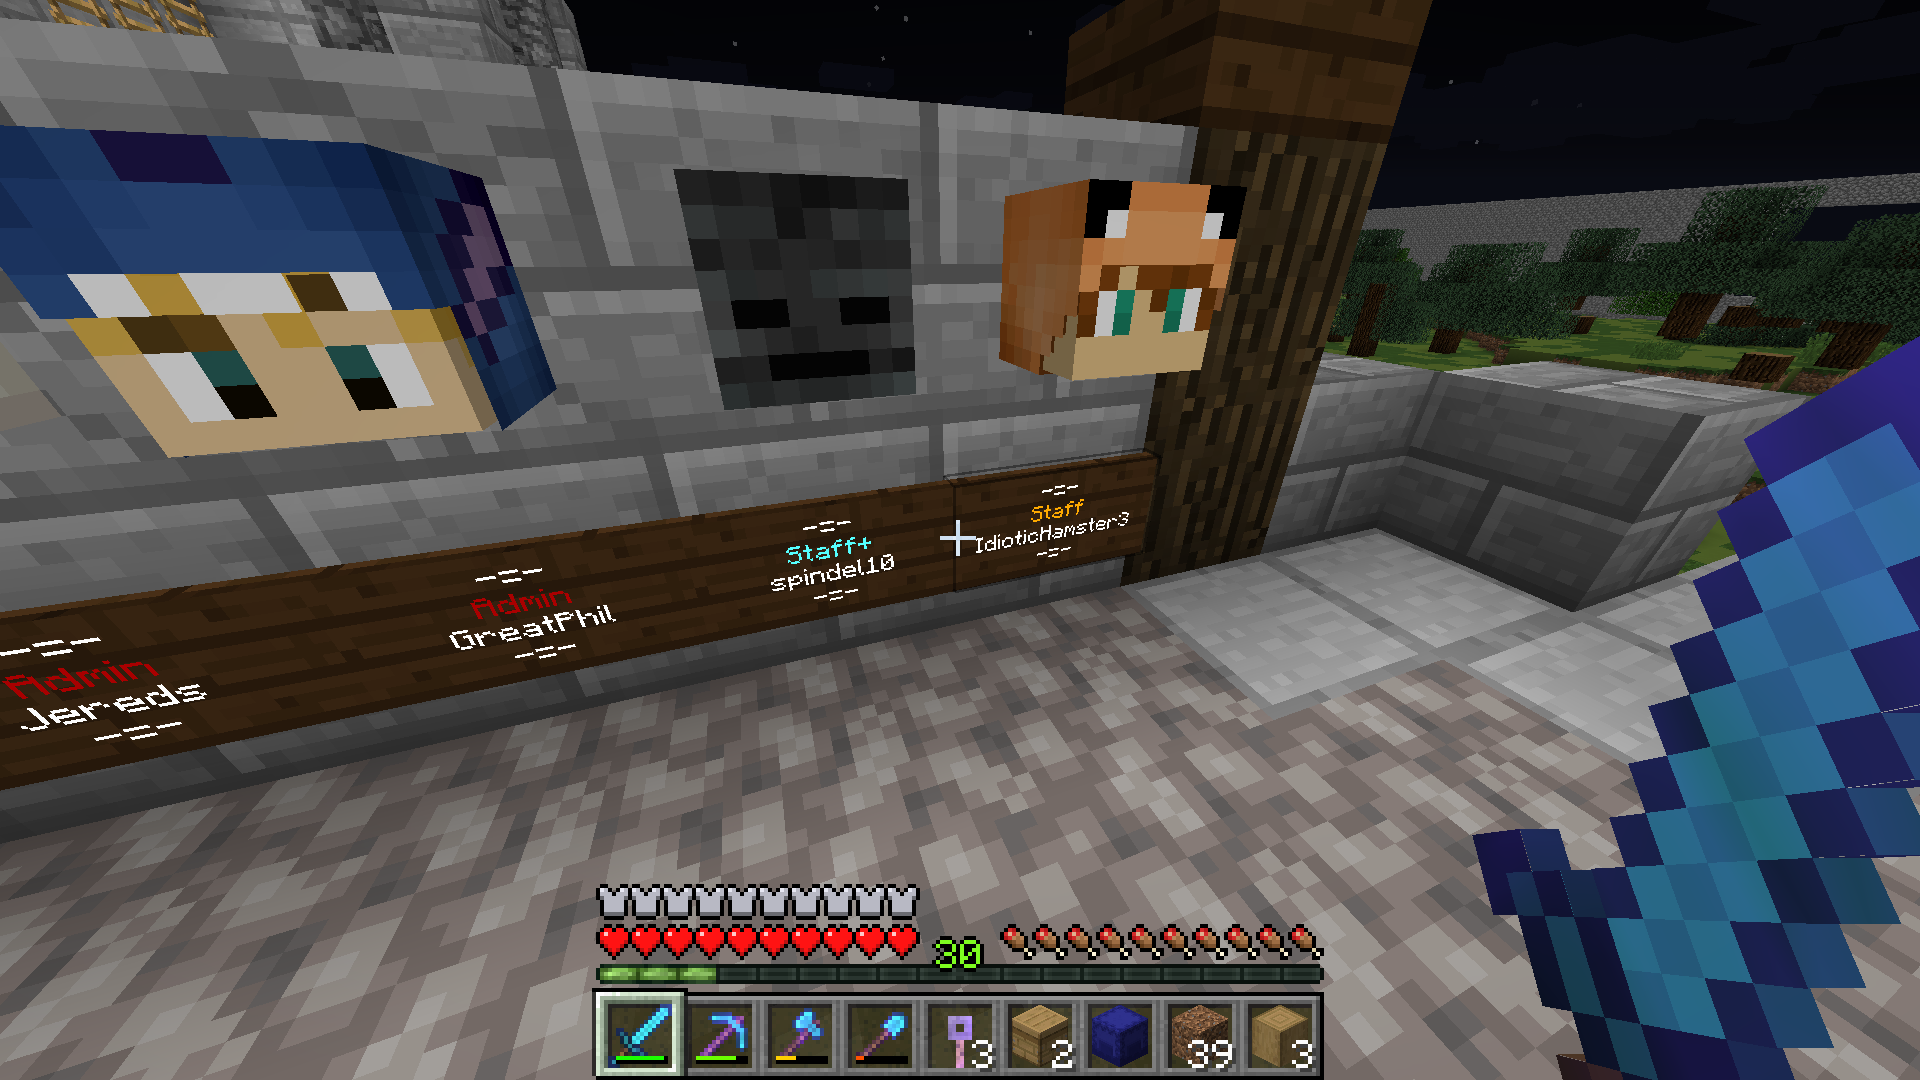 -=-
Admin
Jereds
-=-
-=-
Admin
GreatPhil
-=-
-=-
Staff+
spindel10
-=-
-=-
Staff
IdioticHamster3
-=-
30
3
2
39
3